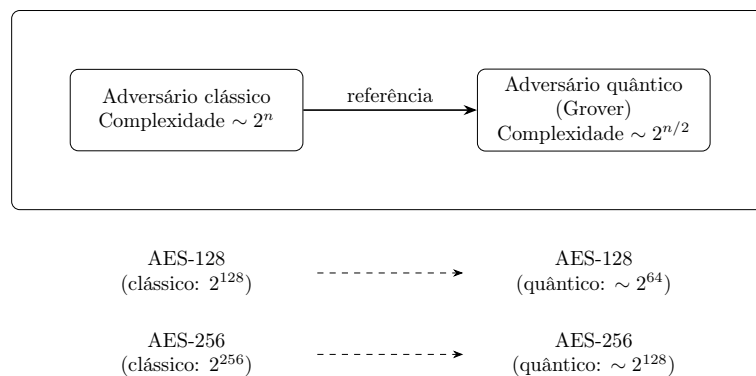 Adversário clássico
Complexidade ∼ 2^n
referência
Adversário quântico
(Grover)
Complexidade ∼ 2^{n/2}
AES-128
(clássico: 2^{128})
AES-128
(quântico: ∼ 2^{64})
AES-256
(clássico: 2^{256})
AES-256
(quântico: ∼ 2^{128})